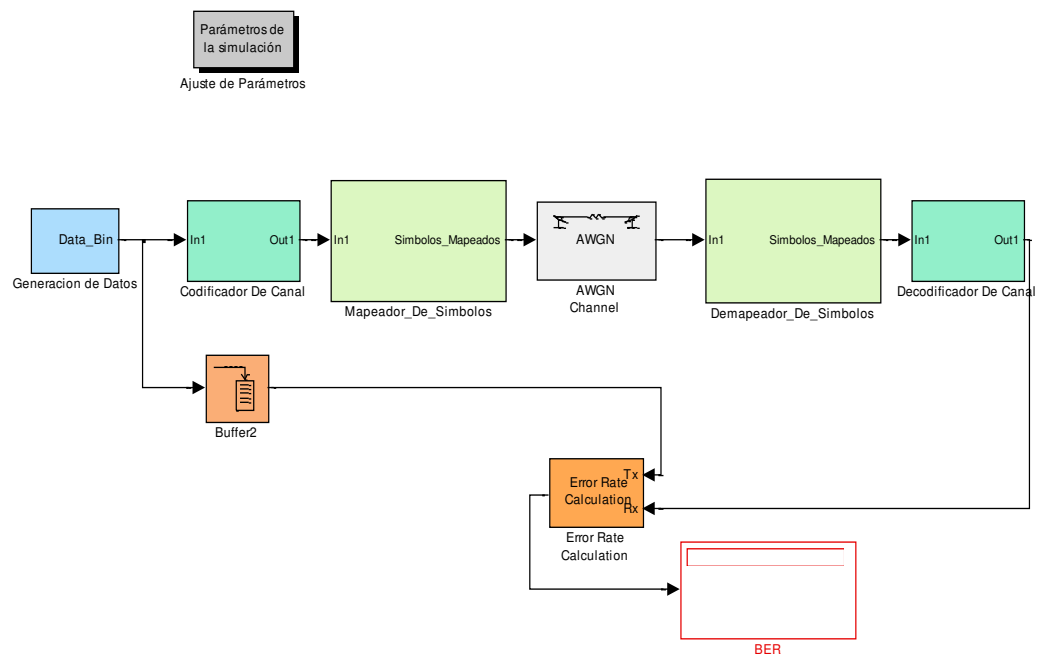 Parámetros de
la simulación
Ajuste de Parámetros
Data_Bin
Generacion de Datos
In1
Out1
Codificador De Canal
In1
Simbolos_Mapeados
Mapeador_De_Simbolos
AWGN
AWGN
Channel
In1
Simbolos_Mapeados
Demapeador_De_Simbolos
In1
Out1
Decodificador De Canal
Buffer2
Error Rate
Calculation
Tx
Rx
Error Rate
Calculation
BER